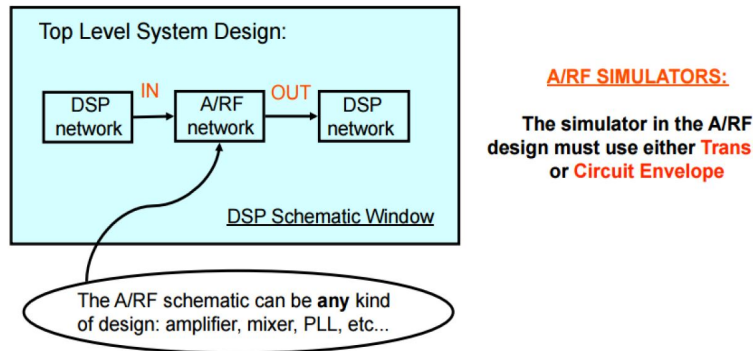 Top Level System Design:
IN
OUT
DSP
network
A/RF
network
DSP
network
DSP Schematic Window
The A/RF schematic can be any kind
of design: amplifier, mixer, PLL, etc...
A/RF SIMULATORS:
The simulator in the A/RF
design must use either Trans
or Circuit Envelope